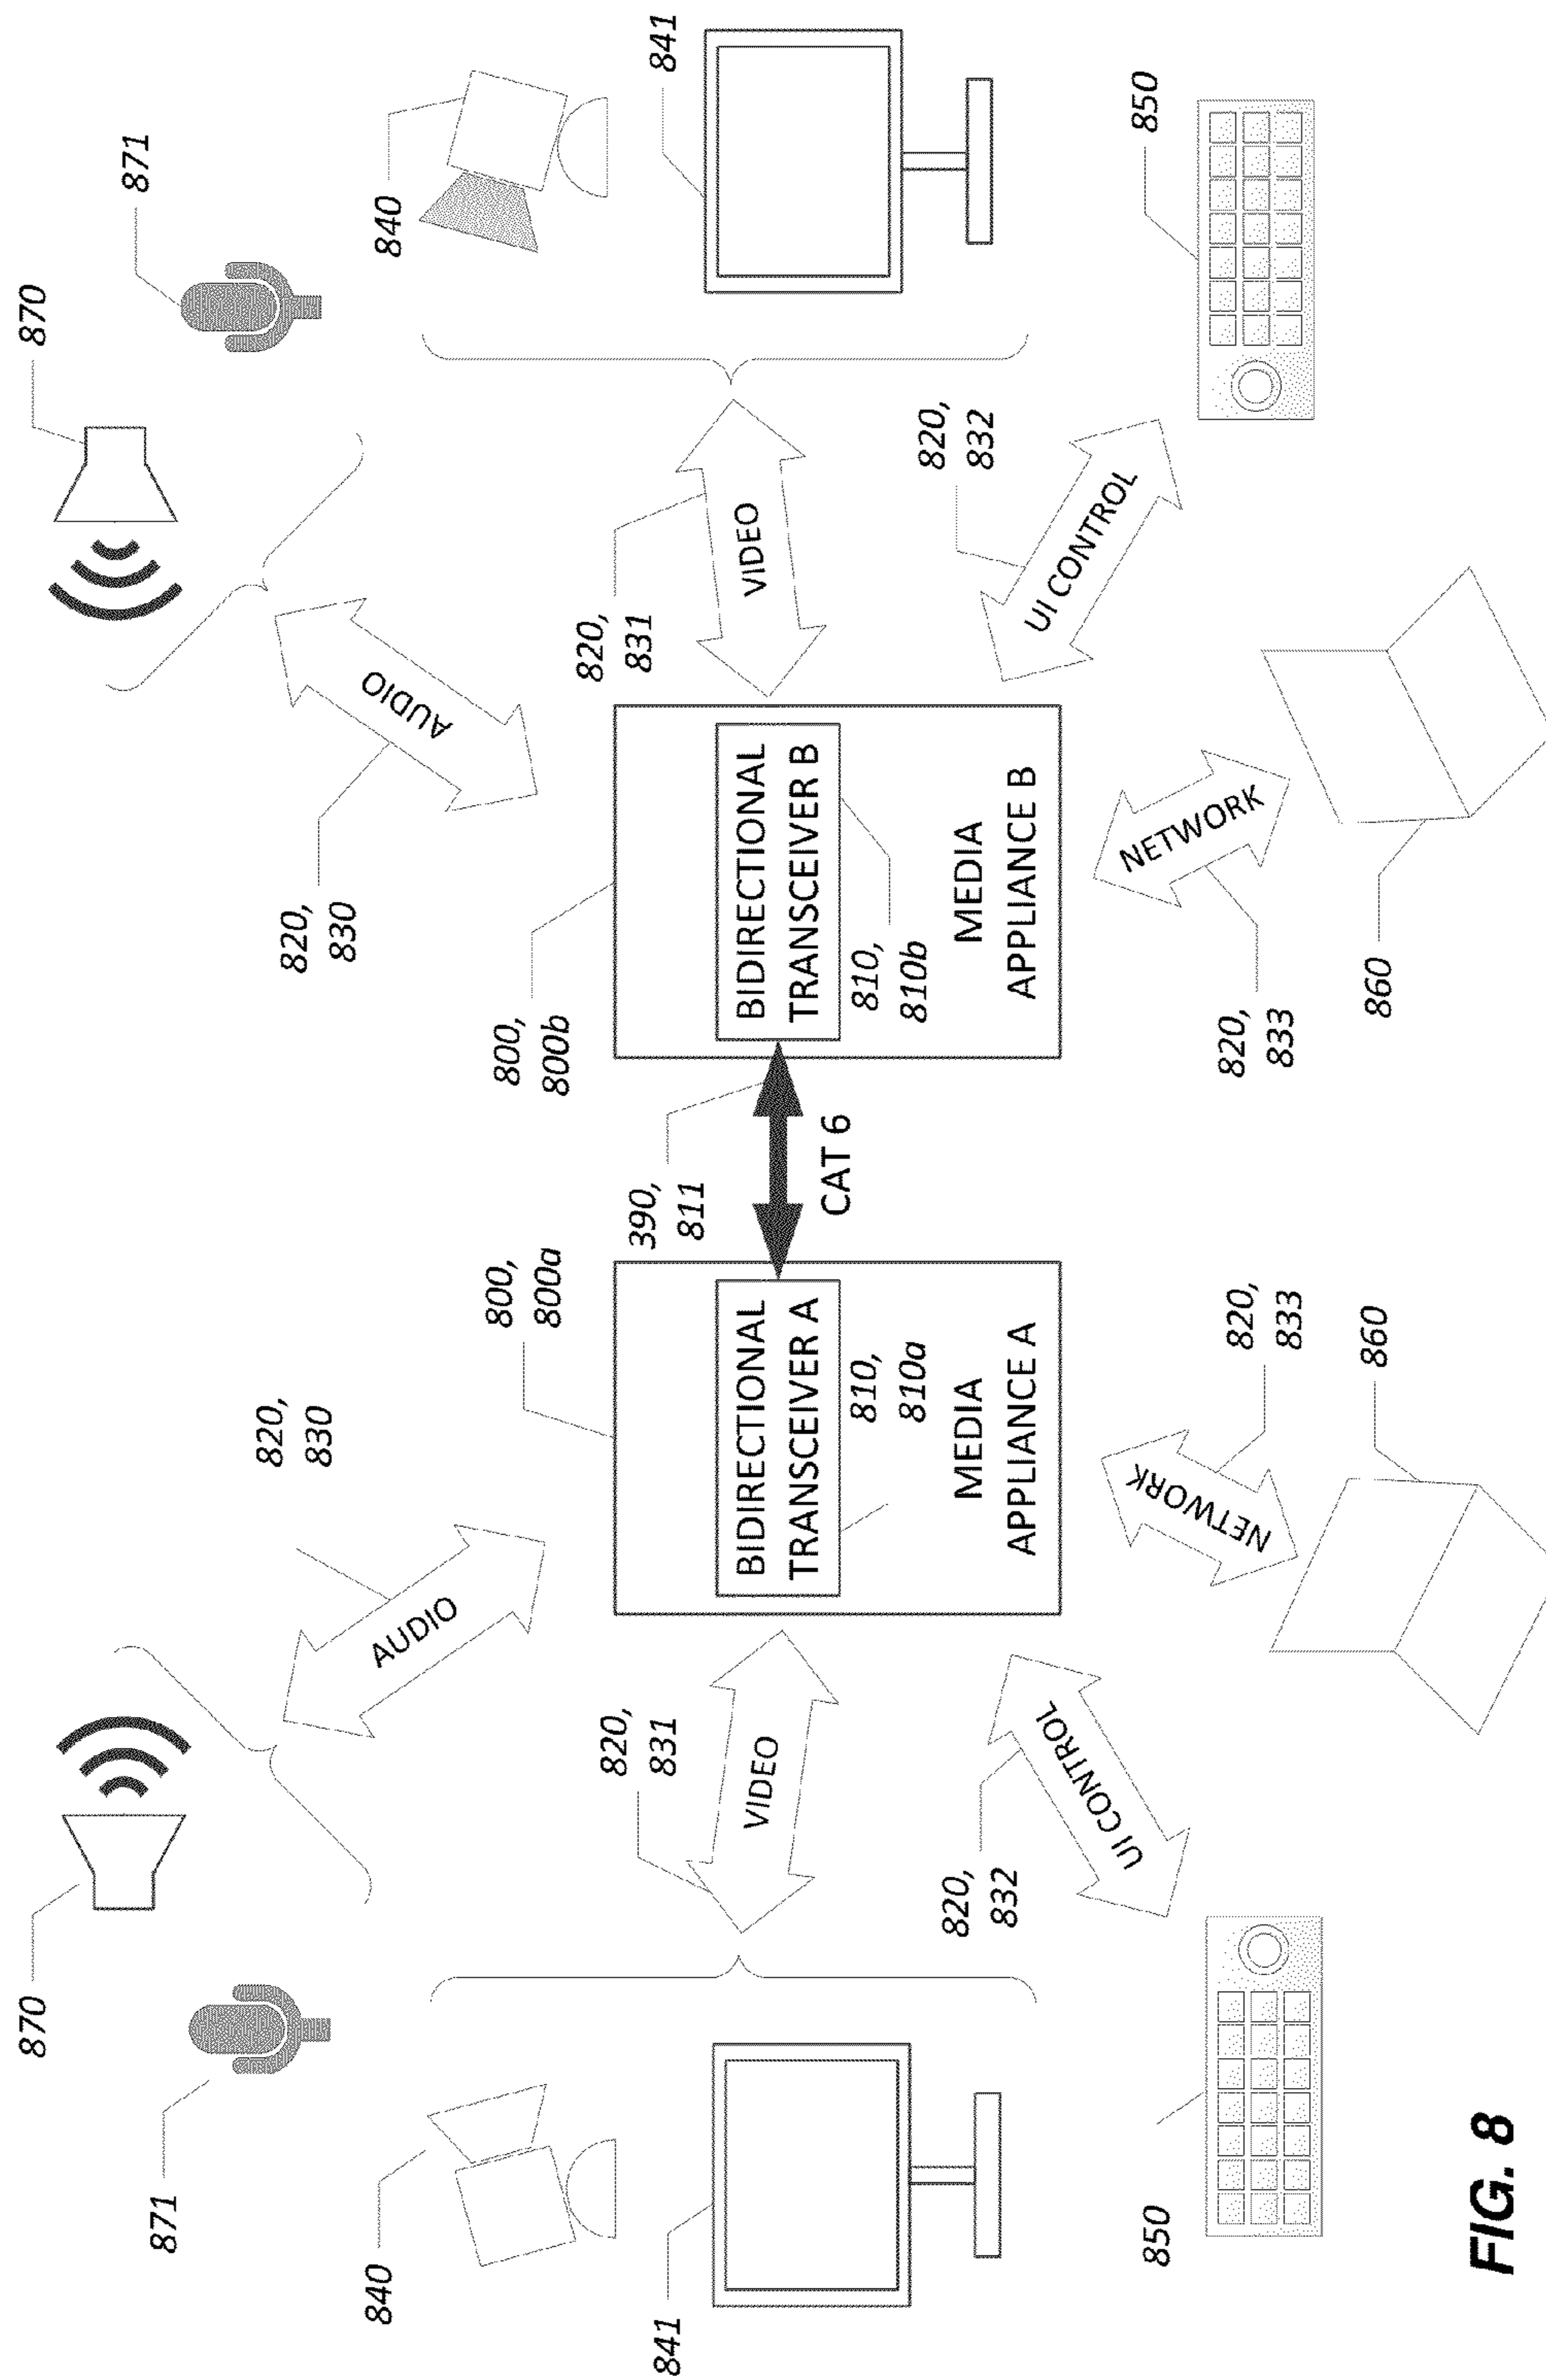 870
871
840
841
850
820,
830
AUDIO
820,
831
VIDEO
820,
832
UI CONTROL
820,
833
NETWORK
860
800,
800a
BIDIRECTIONAL
TRANSCEIVER A
810,
810a
MEDIA
APPLIANCE A
390,
811
CAT 6
800,
800b
BIDIRECTIONAL
TRANSCEIVER B
810,
810b
MEDIA
APPLIANCE B
820,
830
AUDIO
820,
831
VIDEO
820,
832
UI CONTROL
820,
833
NETWORK
860
870
871
840
841
850
FIG. 8